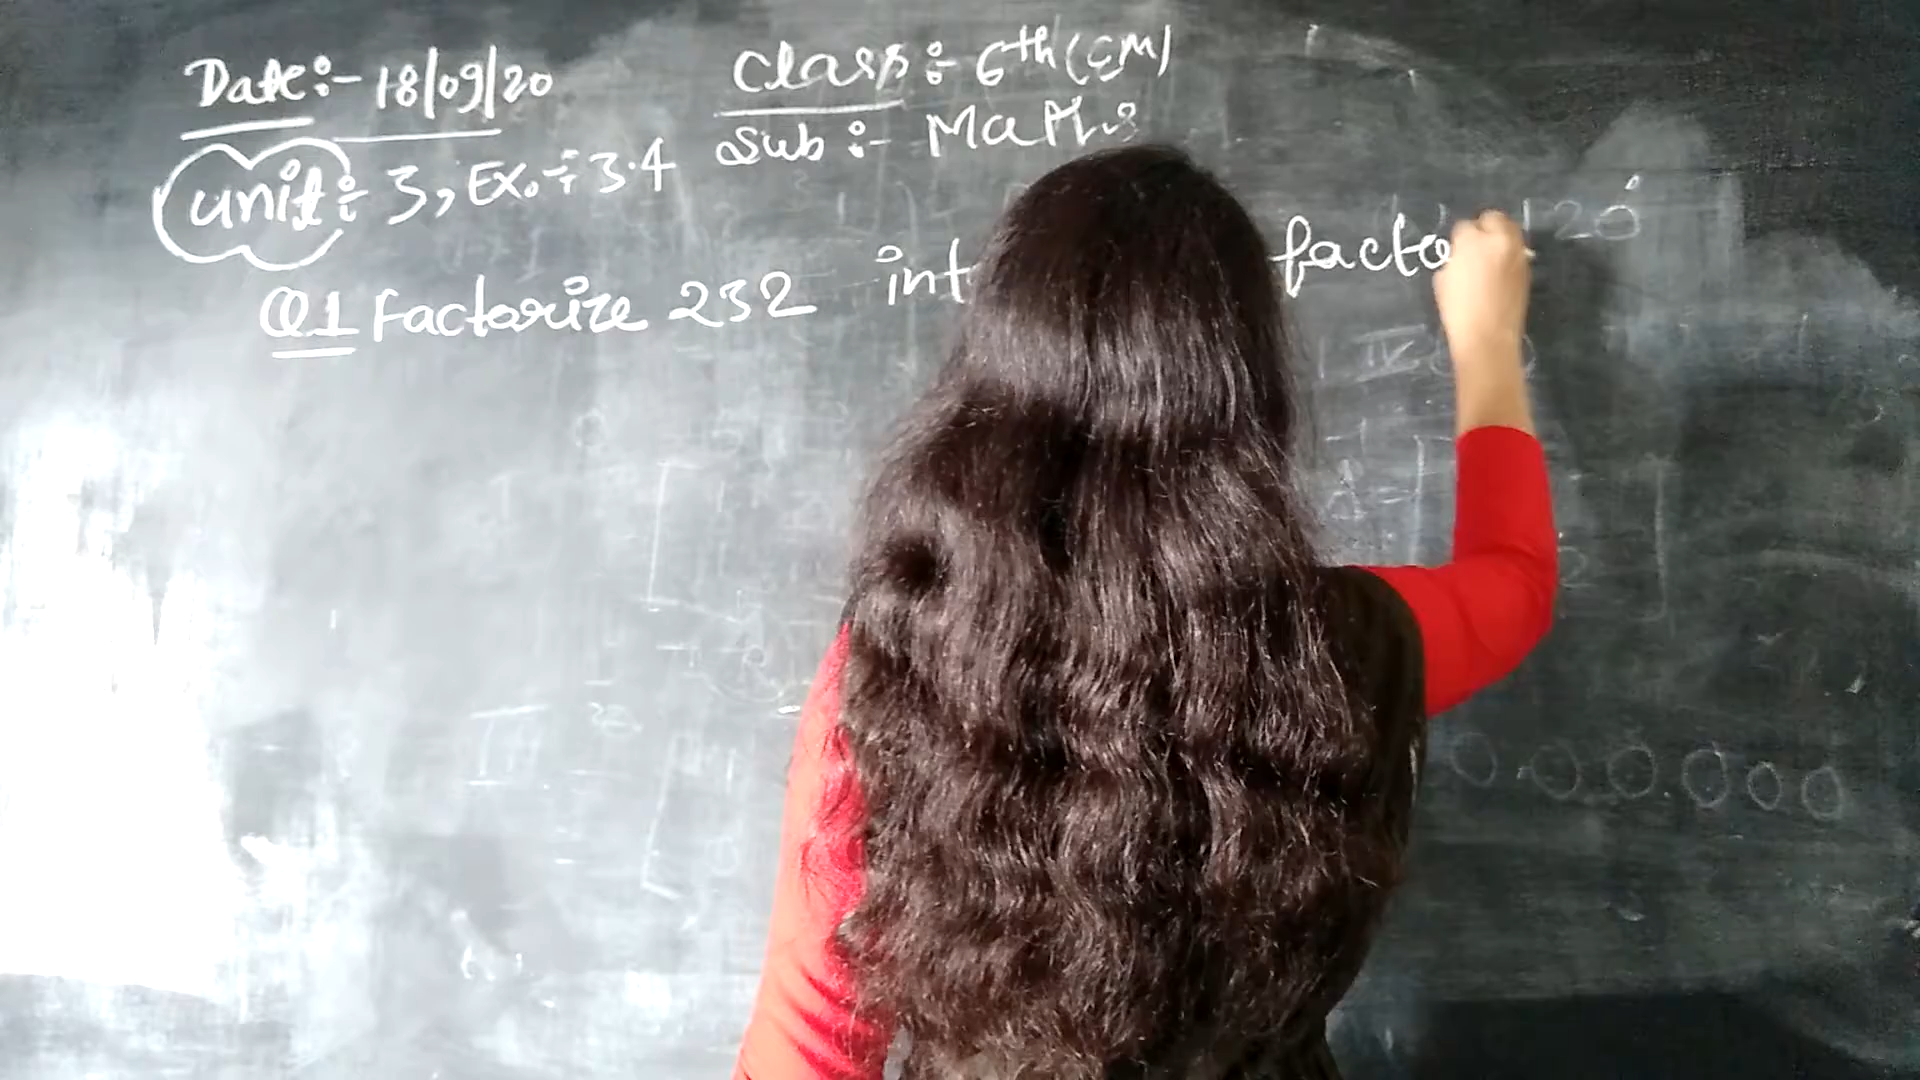 Date:- 18/09/20
Class:- 6th (EM)
Sub:- Maths
unit:- 3, Ex. :- 3.4
Q1 Factorize 232 int facto
120